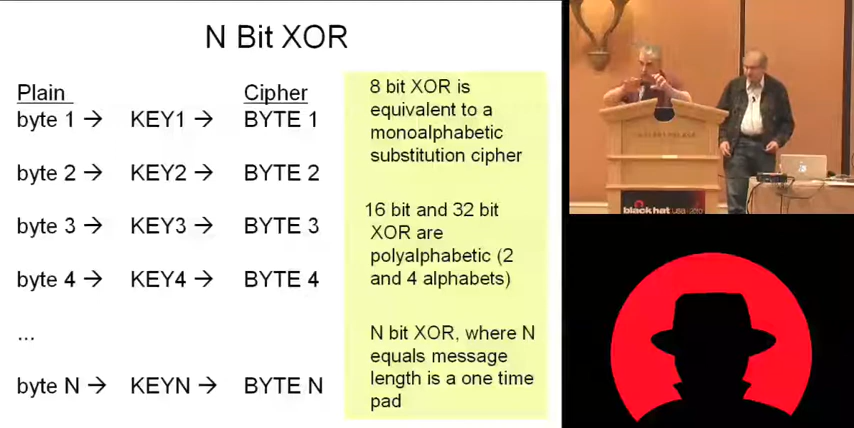 N Bit XOR
Plain
Cipher
byte 1 → KEY1 → BYTE 1
byte 2 → KEY2 → BYTE 2
byte 3 → KEY3 → BYTE 3
byte 4 → KEY4 → BYTE 4
...
byte N → KEYN → BYTE N
8 bit XOR is
equivalent to a
monoalphabetic
substitution cipher
16 bit and 32 bit
XOR are
polyalphabetic (2
and 4 alphabets)
N bit XOR, where N
equals message
length is a one time
pad
black hat